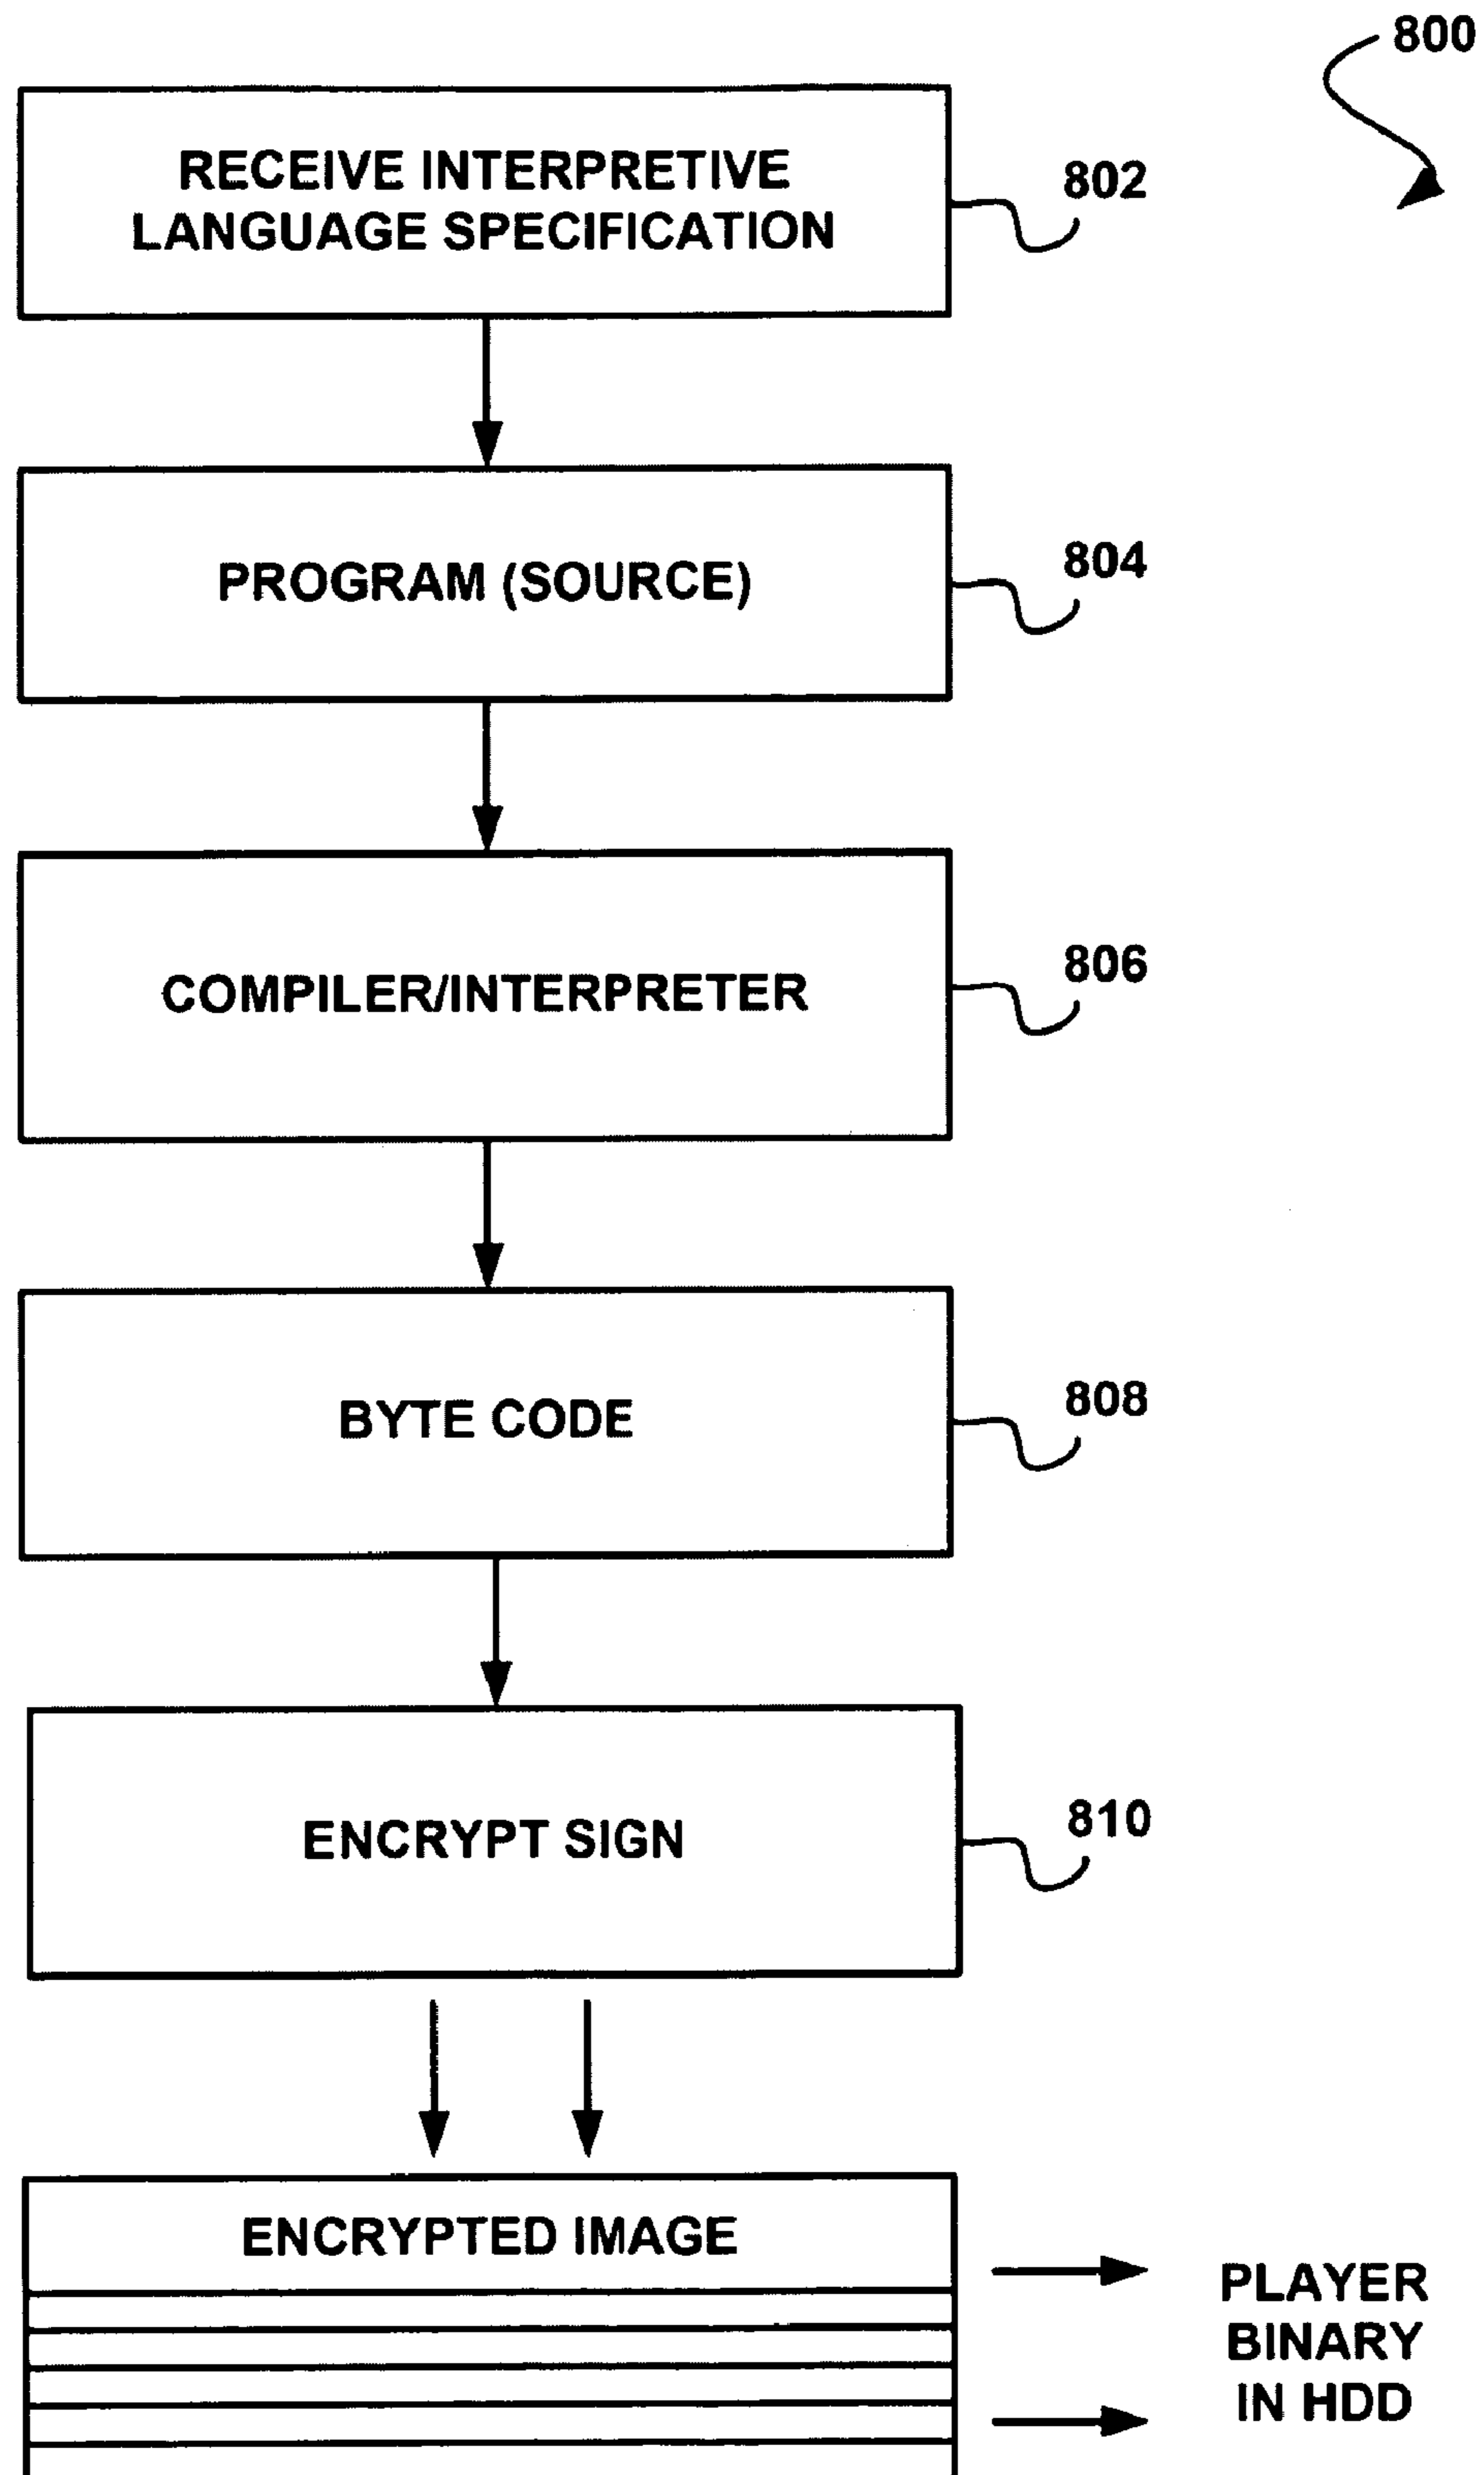 800
RECEIVE INTERPRETIVE
LANGUAGE SPECIFICATION
802
PROGRAM (SOURCE)
804
COMPILER/INTERPRETER
806
BYTE CODE
808
ENCRYPT SIGN
810
ENCRYPTED IMAGE
PLAYER
BINARY
IN HDD